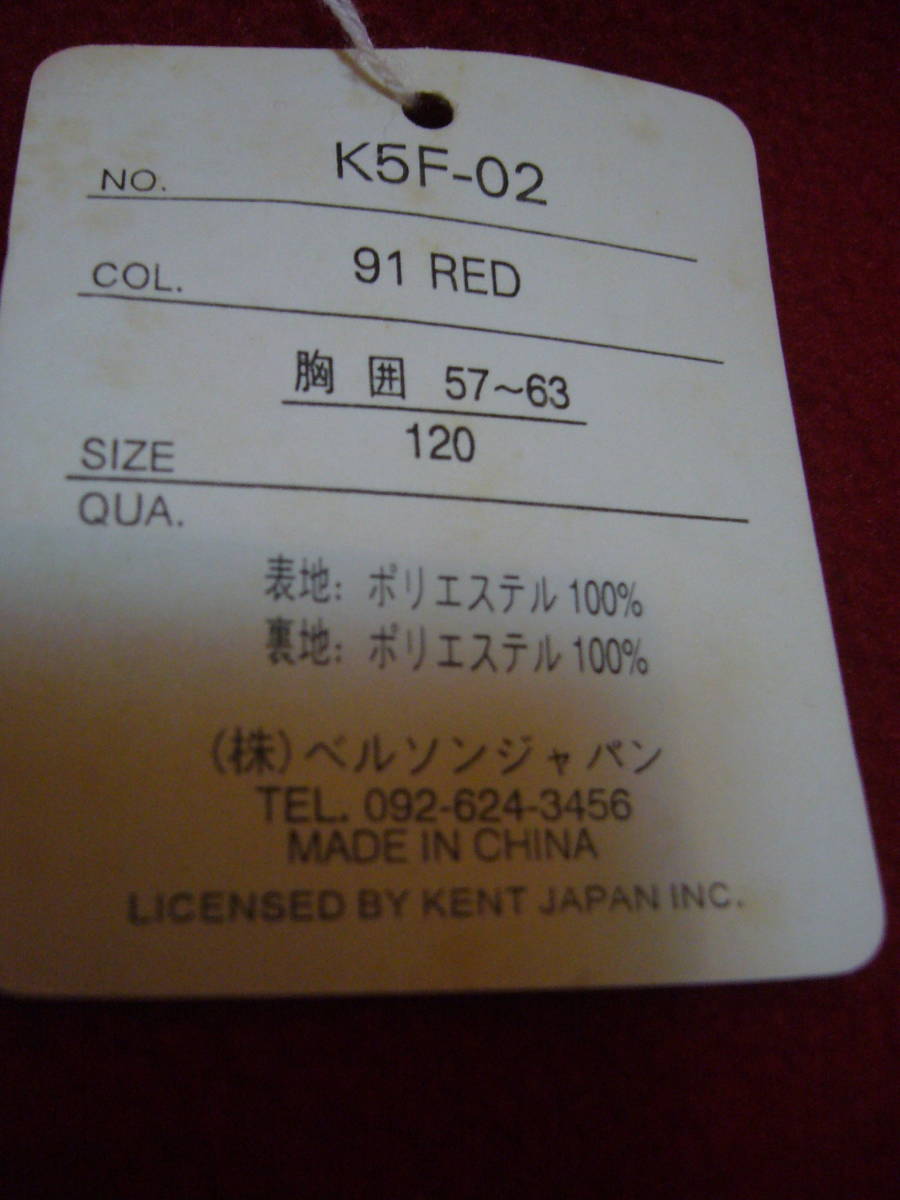 NO. K5F-02
COL. 91 RED
胸 囲 57〜63
SIZE 120
QUA.
表地: ポリエステル 100%
裏地: ポリエステル 100%
(株)ベルソンジャパン
TEL. 092-624-3456
MADE IN CHINA
LICENSED BY KENT JAPAN INC.